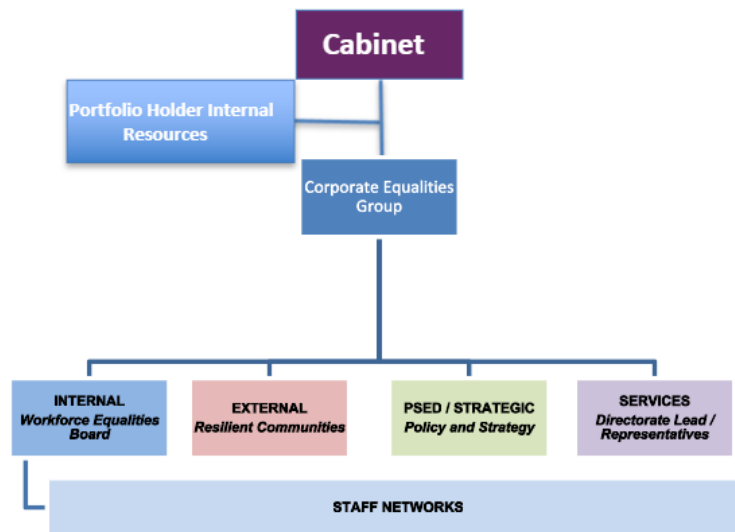 Cabinet
Portfolio Holder Internal
Resources
Corporate Equalities
Group
INTERNAL
Workforce Equalities
Board
EXTERNAL
Resilient Communities
PSED / STRATEGIC
Policy and Strategy
SERVICES
Directorate Lead /
Representatives
STAFF NETWORKS